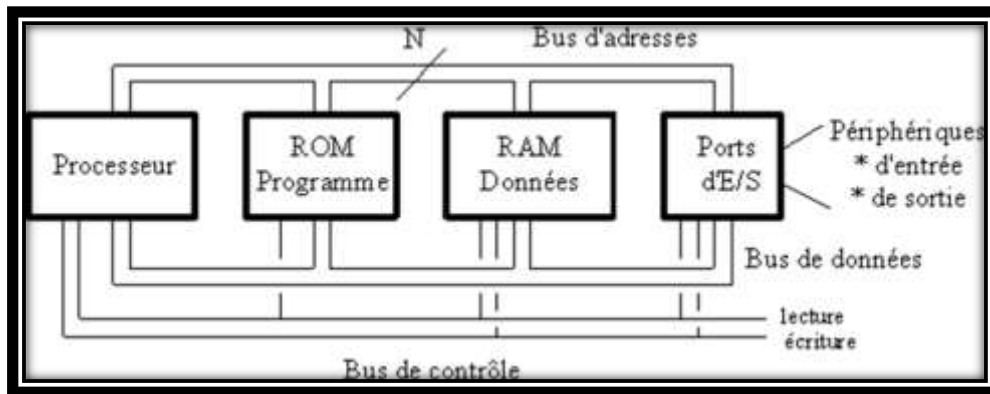 N
Bus d'adresses
Processeur
ROM
Programme
RAM
Données
Ports
d'E/S
Périphériques
* d'entrée
* de sortie
Bus de données
lecture
écriture
Bus de contrôle